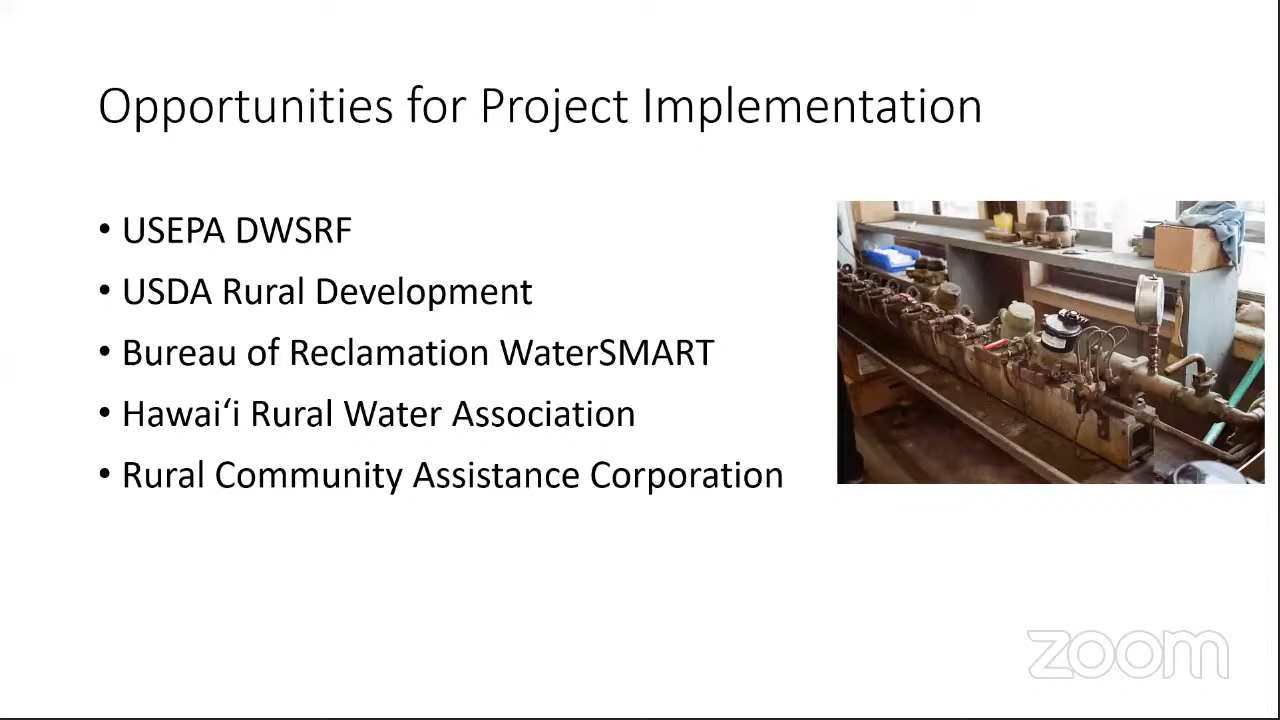 Opportunities for Project Implementation
• USEPA DWSRF
• USDA Rural Development
• Bureau of Reclamation WaterSMART
• Hawaiʻi Rural Water Association
• Rural Community Assistance Corporation
zoom